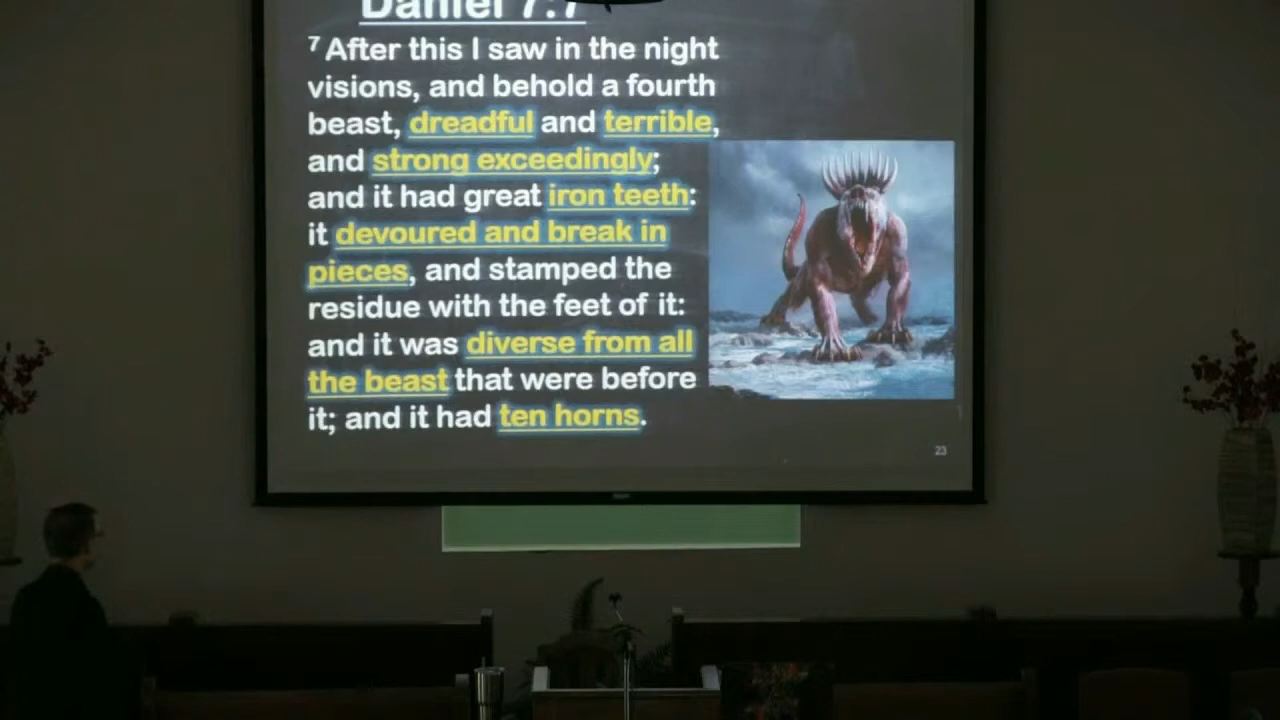 Daniel 7:7
7 After this I saw in the night
visions, and behold a fourth
beast, dreadful and terrible,
and strong exceedingly;
and it had great iron teeth:
it devoured and break in
pieces, and stamped the
residue with the feet of it:
and it was diverse from all
the beast that were before
it; and it had ten horns.
23